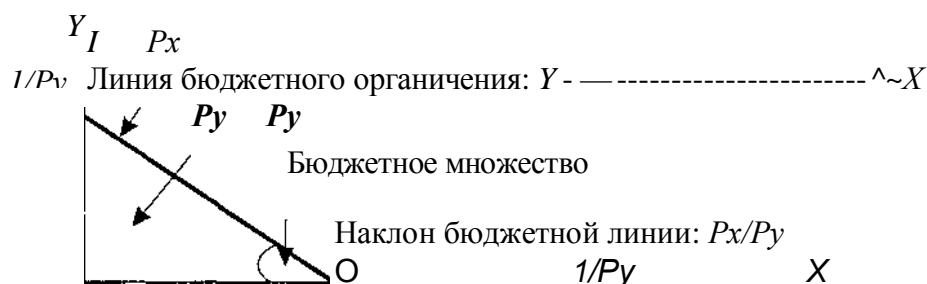 Y I Px
1/Py Линия бюджетного органичения: Y - — ----------------------- ^~X
Py Py
Бюджетное множество
Наклон бюджетной линии: Px/Py
O 1/Py X